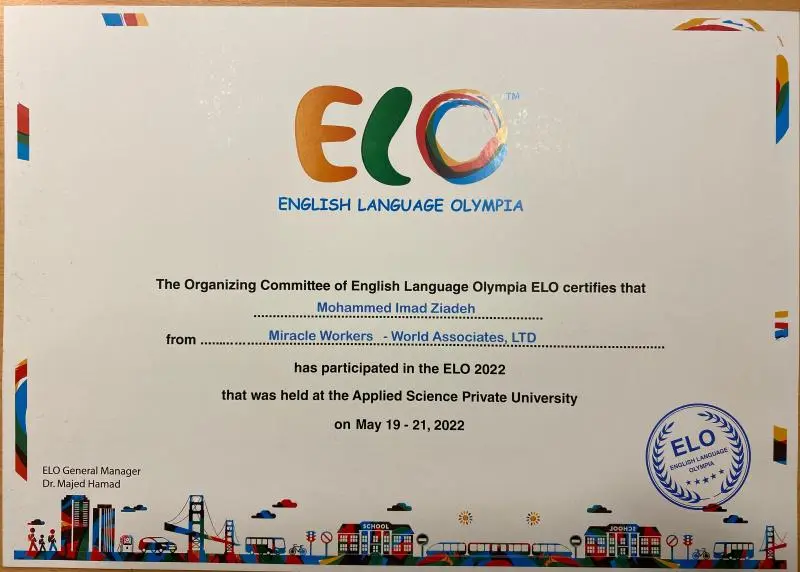 ELO™
ENGLISH LANGUAGE OLYMPIA
The Organizing Committee of English Language Olympia ELO certifies that
Mohammed Imad Ziadeh
from Miracle Workers - World Associates, LTD
has participated in the ELO 2022
that was held at the Applied Science Private University
on May 19 - 21, 2022
ELO
ENGLISH LANGUAGE
OLYMPIA
ELO General Manager
Dr. Majed Hamad
SCHOOL
SCHOOL